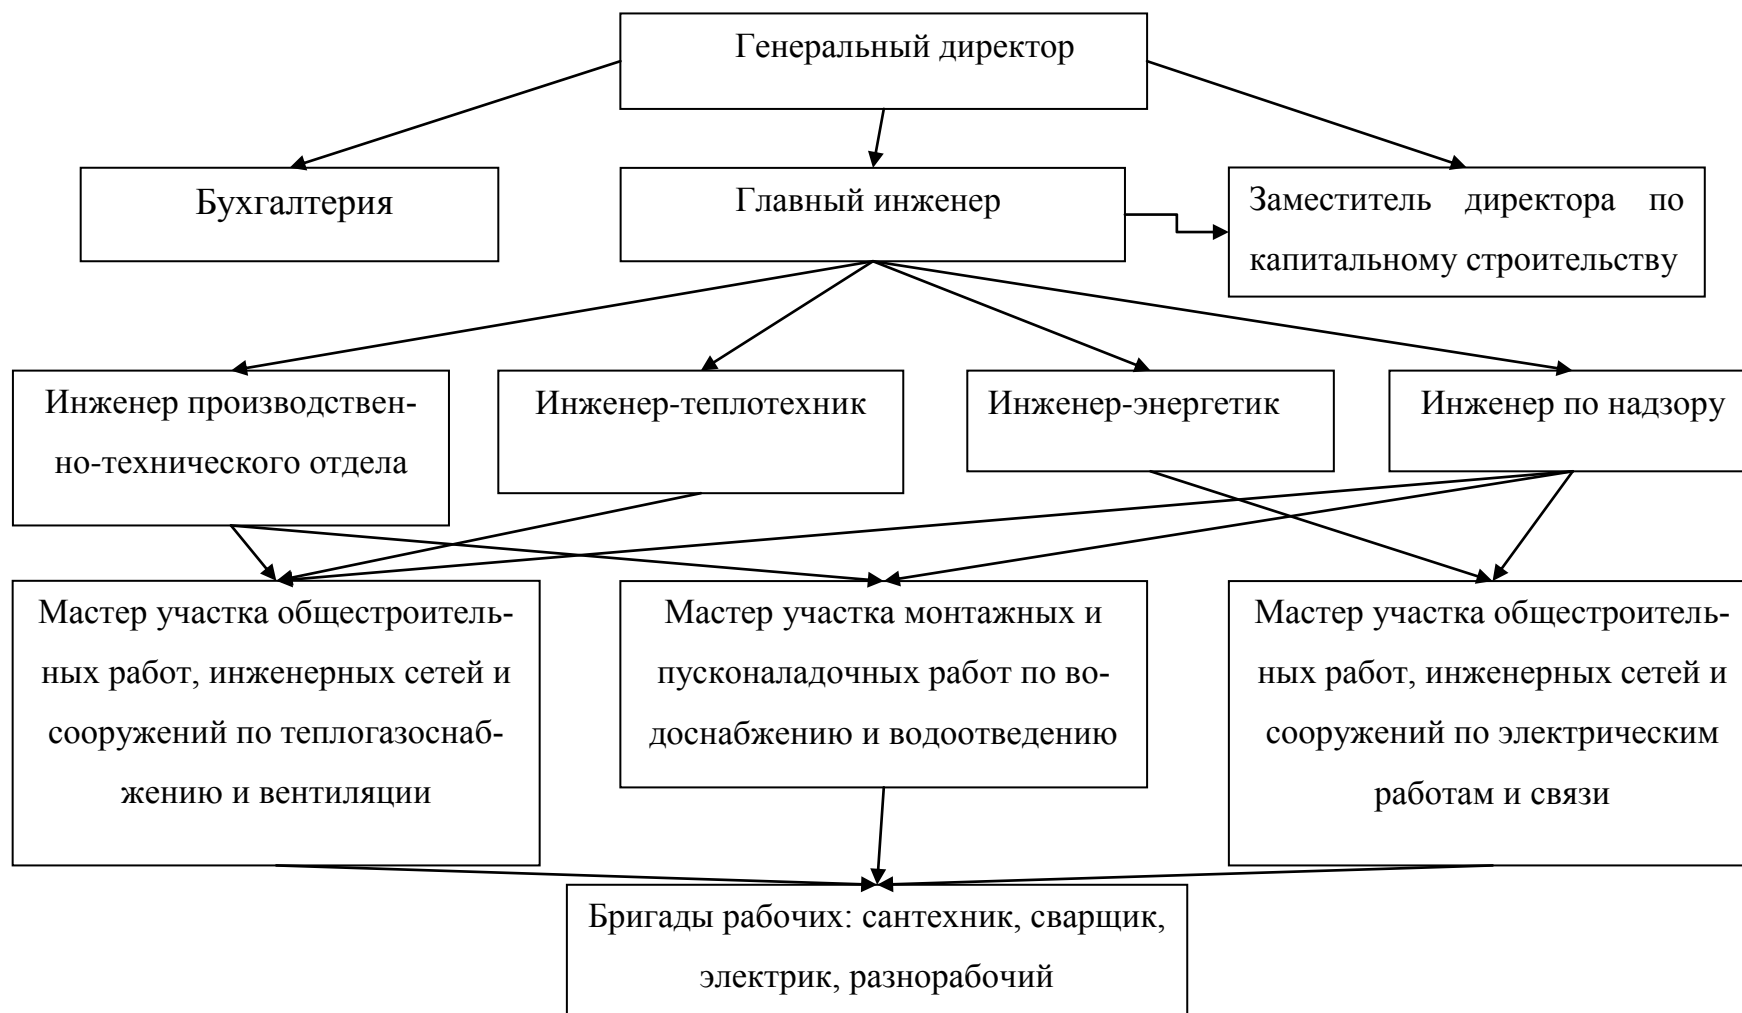 Генеральный директор
Бухгалтерия
Главный инженер
Заместитель директора по
капитальному строительству
Инженер производствен-
но-технического отдела
Инженер-теплотехник
Инженер-энергетик
Инженер по надзору
Мастер участка общестроитель-
ных работ, инженерных сетей и
сооружений по теплогазоснаб-
жению и вентиляции
Мастер участка монтажных и
пусконаладочных работ по во-
доснабжению и водоотведению
Мастер участка общестроитель-
ных работ, инженерных сетей и
сооружений по электрическим
работам и связи
Бригады рабочих: сантехник, сварщик,
электрик, разнорабочий